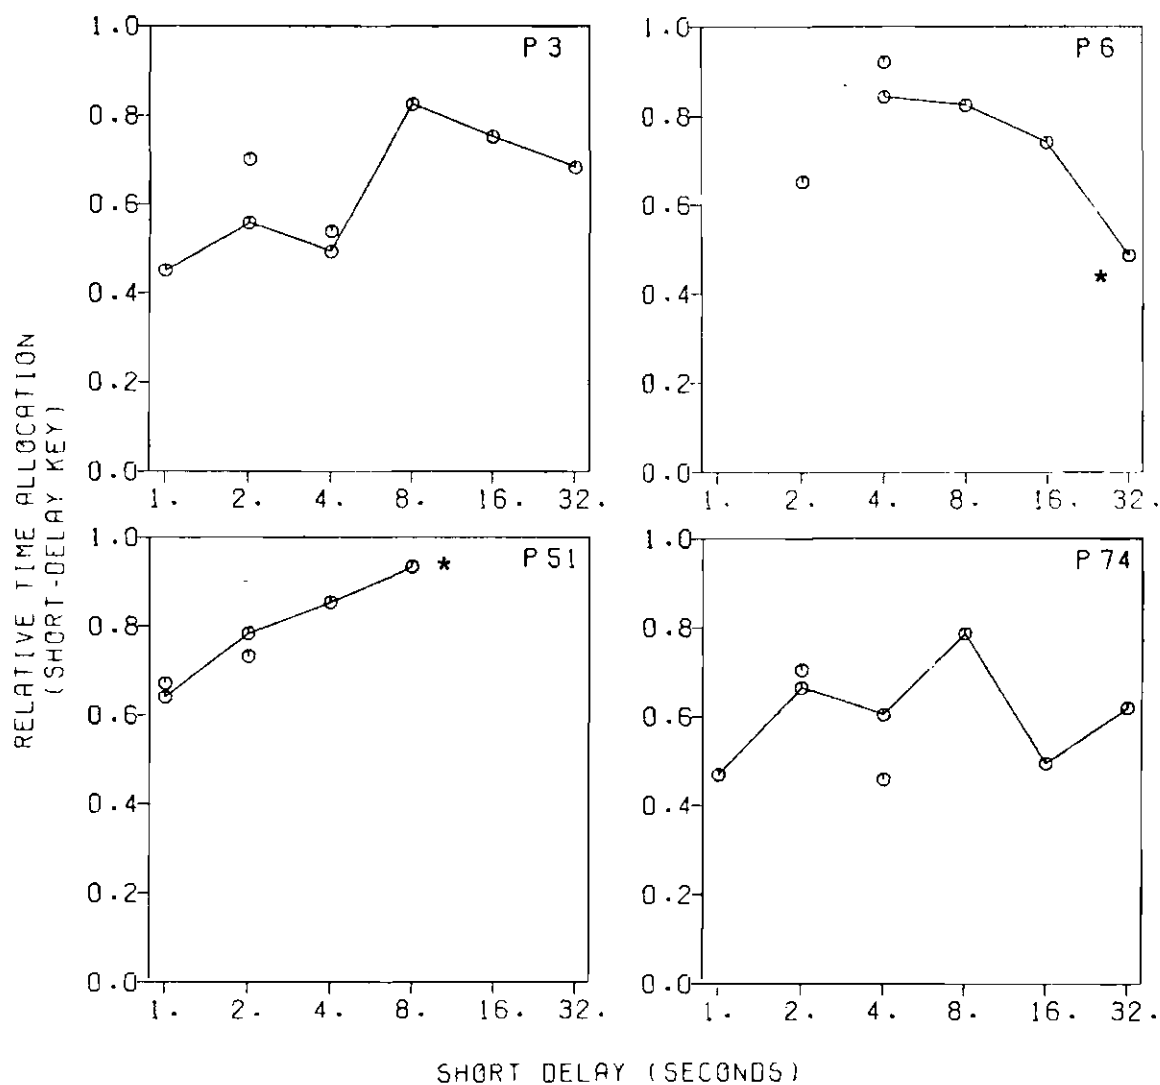 RELATIVE TIME ALLOCATION
(SHORT-DELAY KEY)
P 3
1.0
0.8
0.6
0.4
0.2
0.0
1. 2. 4. 8. 16. 32.
P 6
*
1.0
0.8
0.6
0.4
0.2
0.0
1. 2. 4. 8. 16. 32.
P 51
*
1.0
0.8
0.6
0.4
0.2
0.0
1. 2. 4. 8. 16. 32.
P 74
1.0
0.8
0.6
0.4
0.2
0.0
1. 2. 4. 8. 16. 32.
SHORT DELAY (SECONDS)